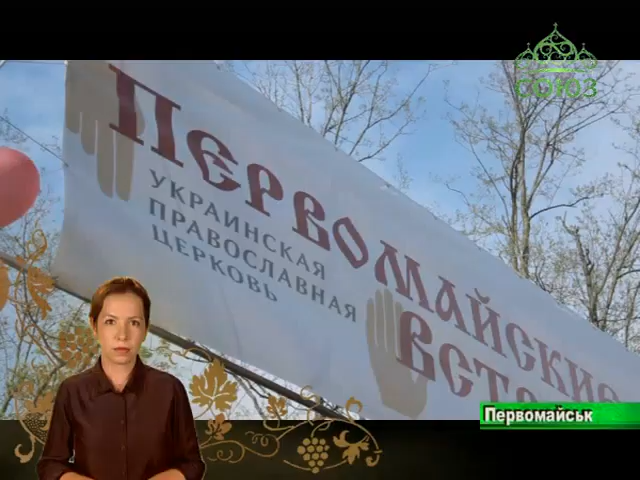 СОЮЗ
ПЕРВОМАЙСКИЕ
УКРАИНСКАЯ
ПРАВОСЛАВНАЯ
ЦЕРКОВЬ
Первомайськ